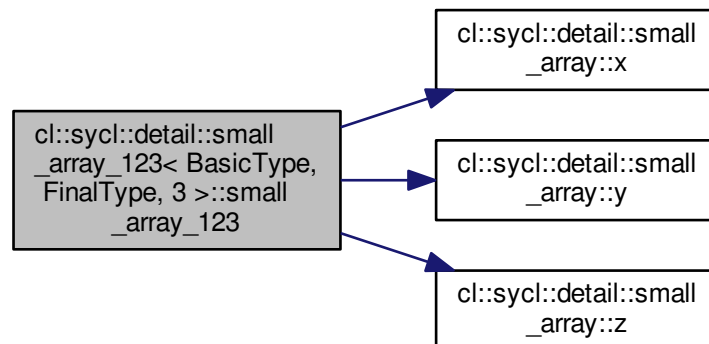 cl::sycl::detail::small
_array_123< BasicType,
FinalType, 3 >::small
_array_123
cl::sycl::detail::small
_array::x
cl::sycl::detail::small
_array::y
cl::sycl::detail::small
_array::z